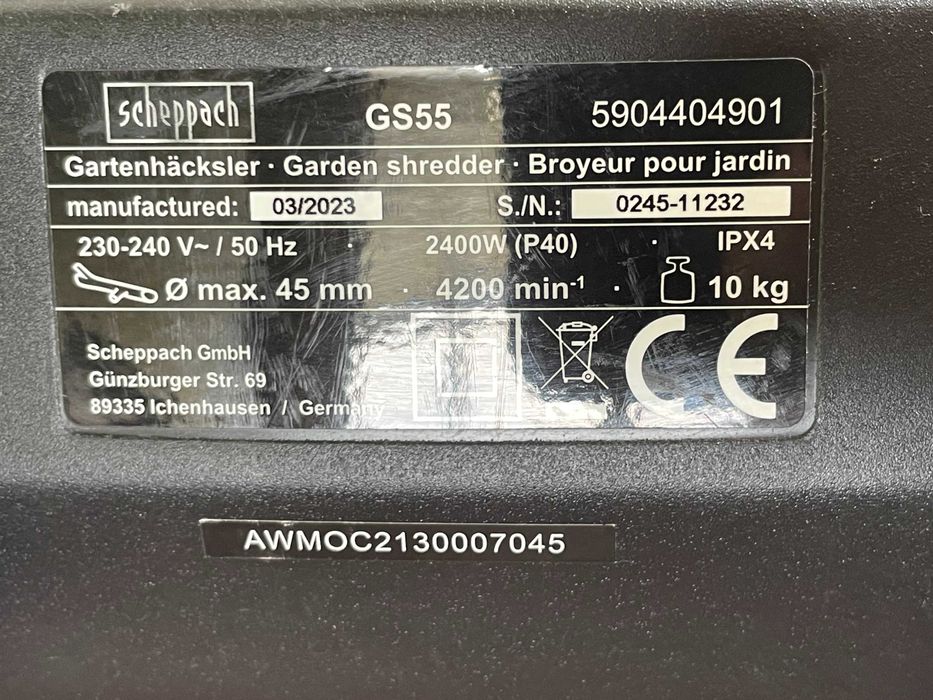 scheppach GS55 5904404901
Gartenhäcksler · Garden shredder · Broyeur pour jardin
manufactured: 03/2023 S./N.: 0245-11232
230-240 V~ / 50 Hz · 2400W (P40) · IPX4
Ø max. 45 mm · 4200 min⁻¹ · 10 kg
Scheppach GmbH
Günzburger Str. 69
89335 Ichenhausen / Germany
CE
AWMOC2130007045